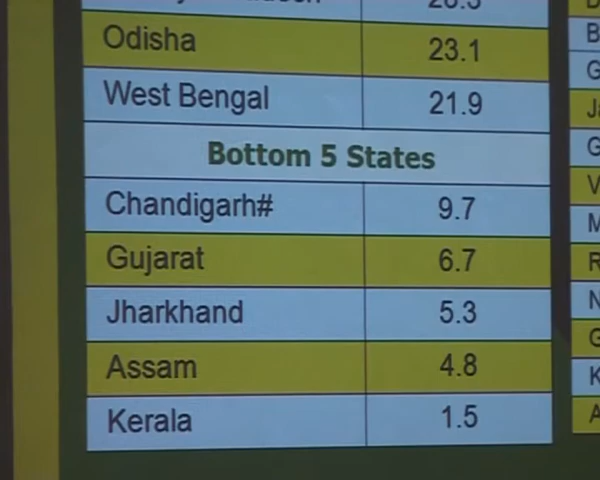 Odisha 23.1
West Bengal 21.9
Bottom 5 States
Chandigarh# 9.7
Gujarat 6.7
Jharkhand 5.3
Assam 4.8
Kerala 1.5